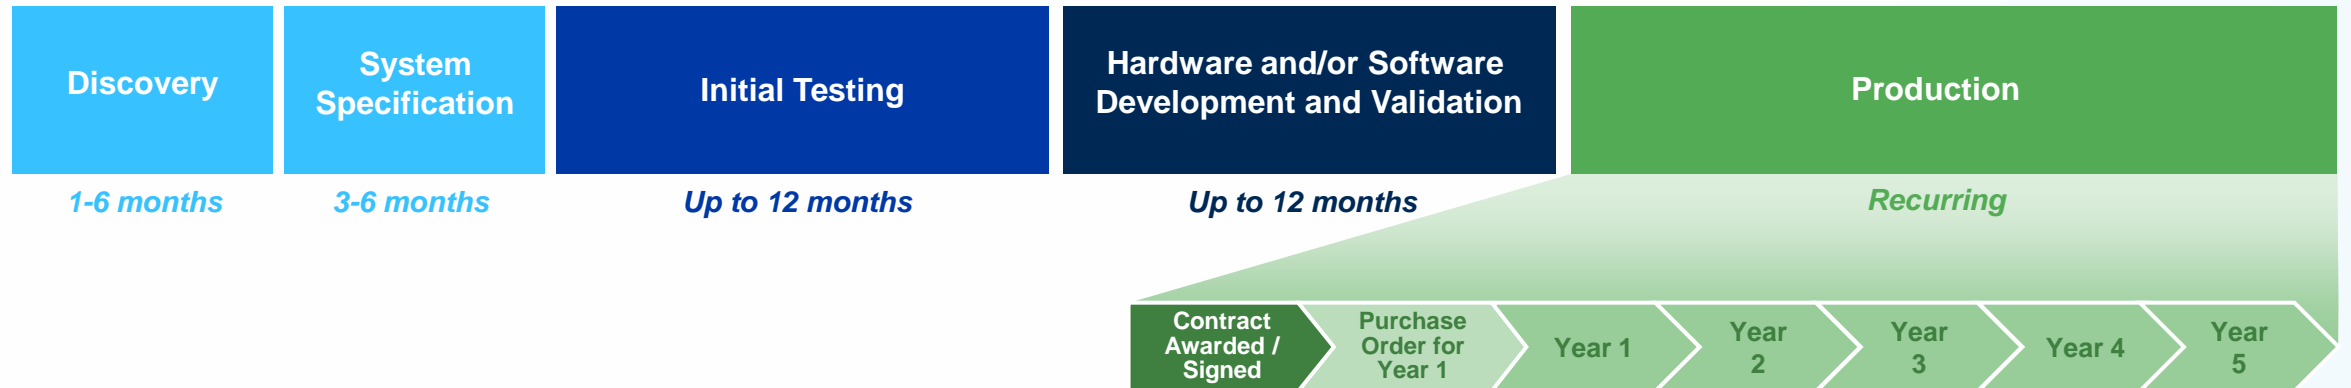 Discovery
System
Specification
Initial Testing
Hardware and/or Software
Development and Validation
Production
1-6 months
3-6 months
Up to 12 months
Up to 12 months
Recurring
Contract
Awarded /
Signed
Purchase
Order for
Year 1
Year 1
Year
2
Year
3
Year 4
Year
5